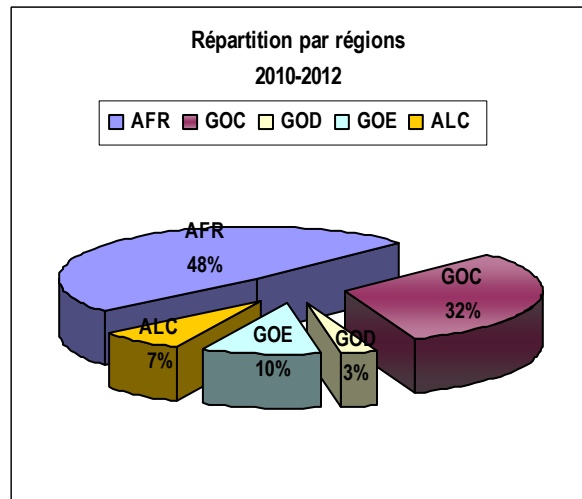 Répartition par régions
2010-2012
AFR GOC GOD GOE ALC
AFR
48%
GOC
32%
ALC
7%
GOE
10%
GOD
3%